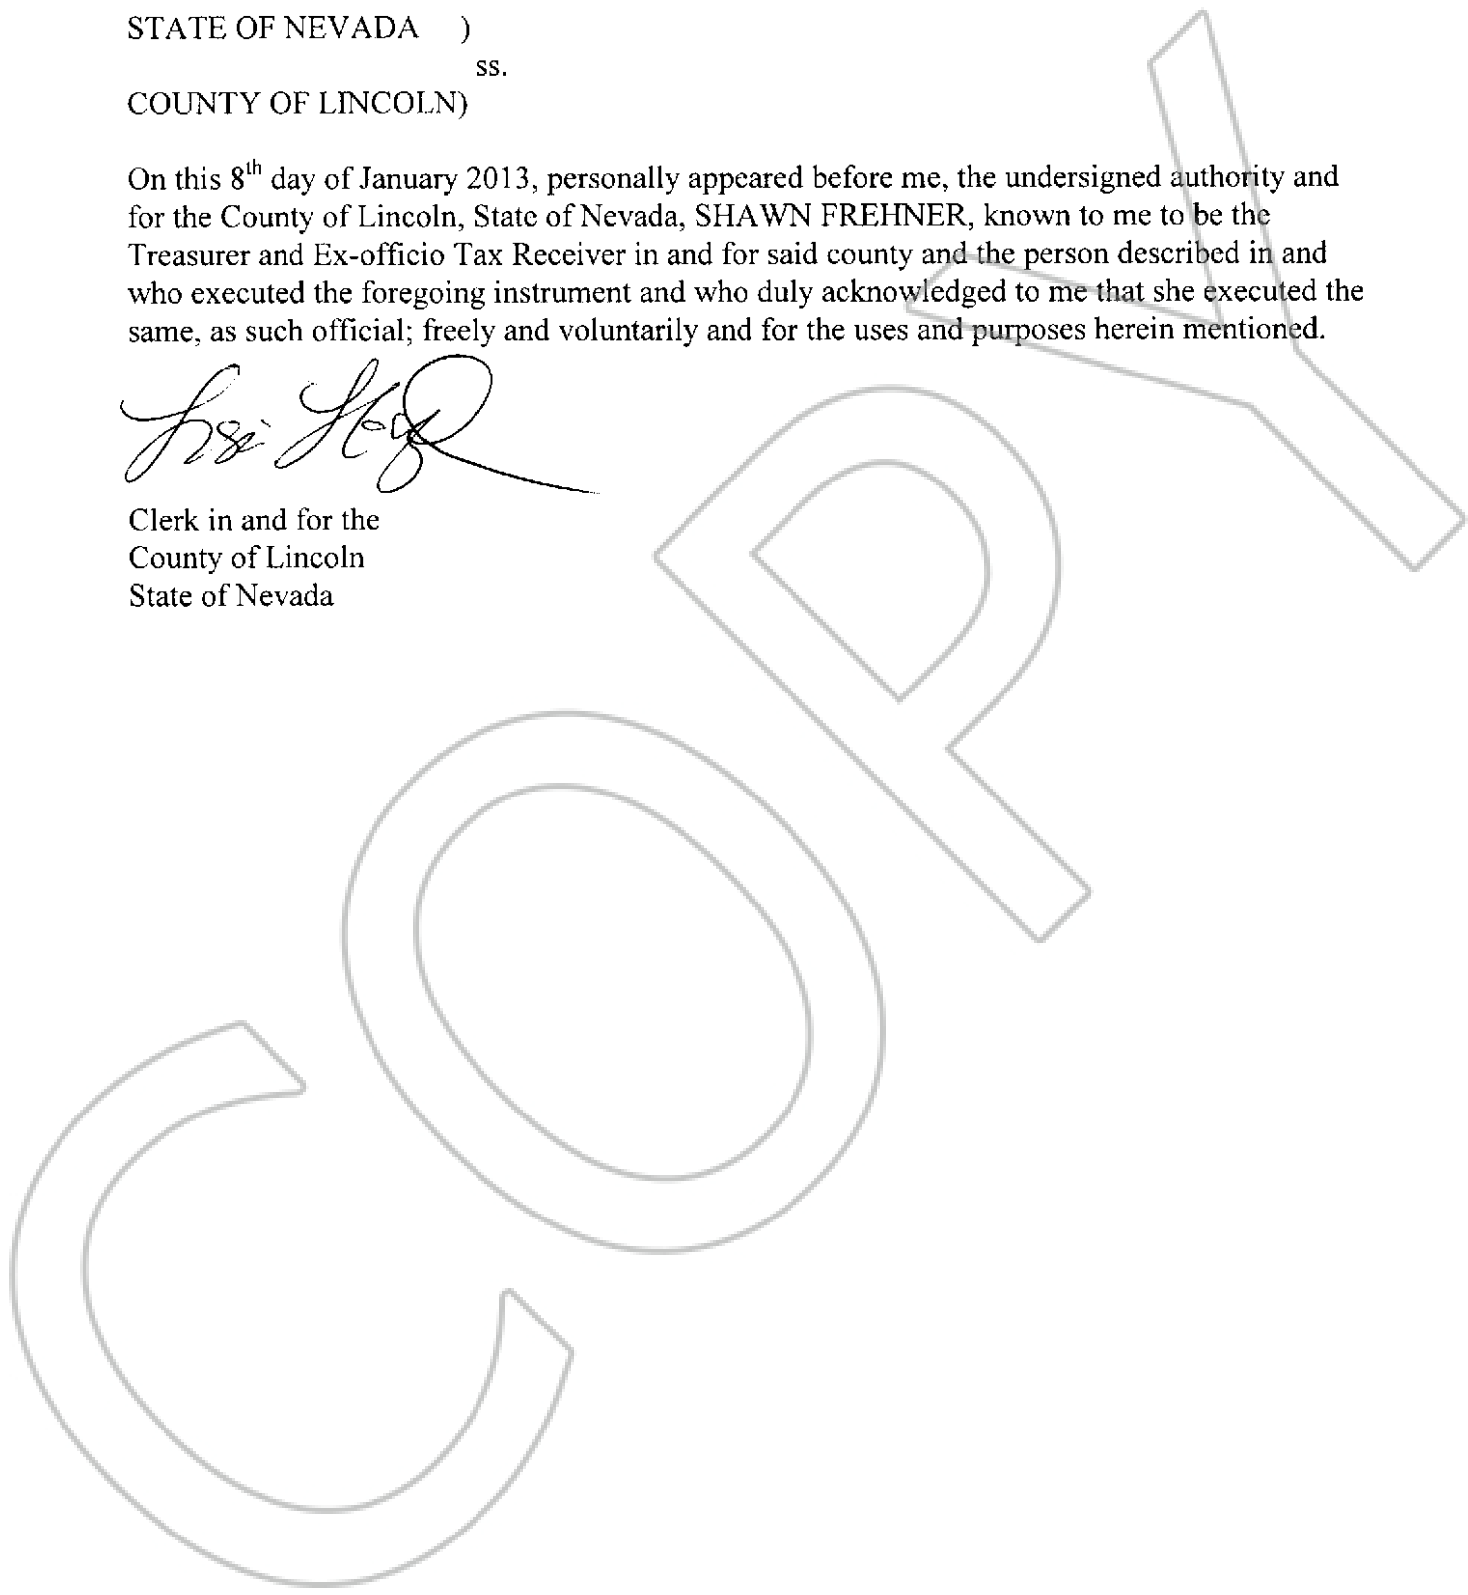 STATE OF NEVADA )
ss.
COUNTY OF LINCOLN)
On this 8th day of January 2013, personally appeared before me, the undersigned authority and
for the County of Lincoln, State of Nevada, SHAWN FREHNER, known to me to be the
Treasurer and Ex-officio Tax Receiver in and for said county and the person described in and
who executed the foregoing instrument and who duly acknowledged to me that she executed the
same, as such official; freely and voluntarily and for the uses and purposes herein mentioned.
Clerk in and for the
County of Lincoln
State of Nevada
COPY